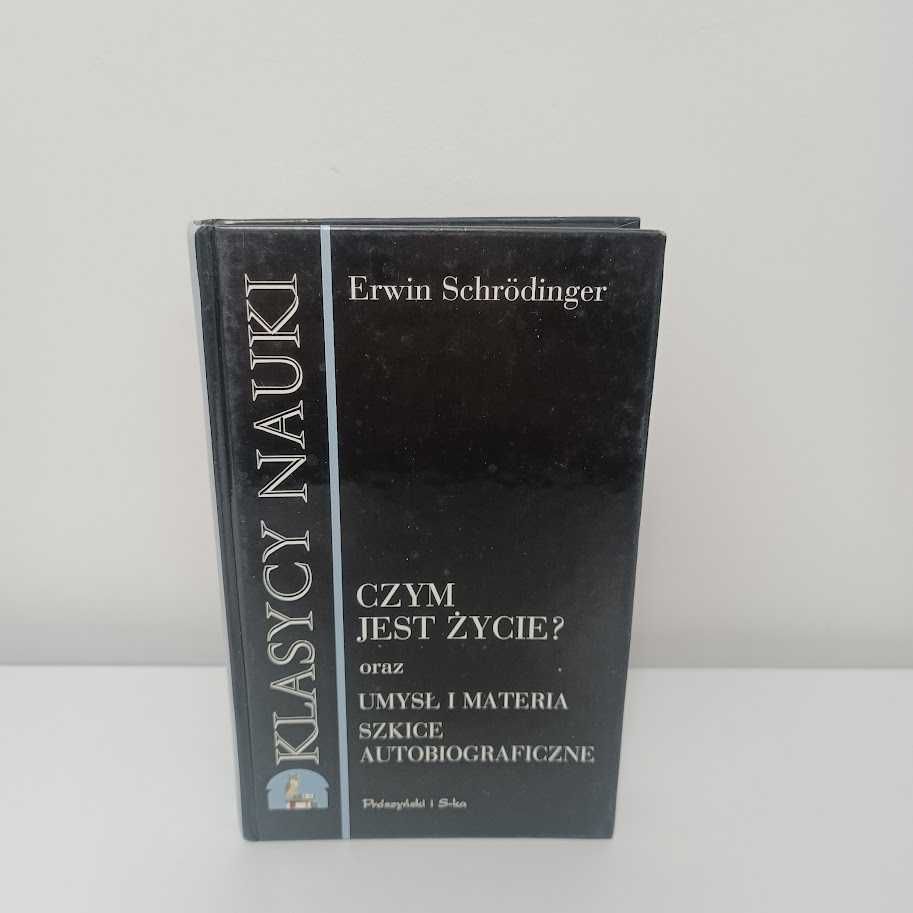 KLASYCY NAUKI
Erwin Schrödinger
CZYM
JEST ŻYCIE?
oraz
UMYSŁ I MATERIA
SZKICE
AUTOBIOGRAFICZNE
Prószyński i S-ka